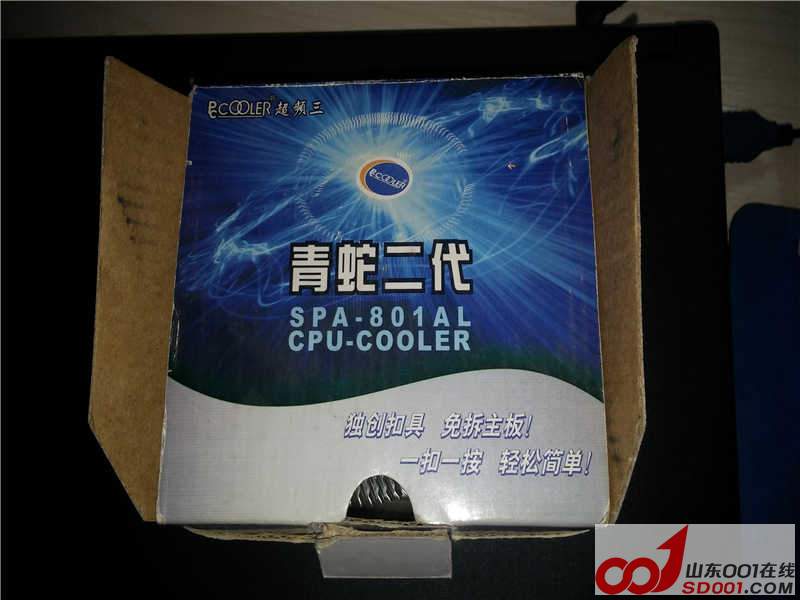 PCCOOLER® 超频三
PCCOOLER
青蛇二代
SPA-801AL
CPU-COOLER
独创扣具 免拆主板!
一扣一按 轻松简单!
山东001在线
SD001.COM